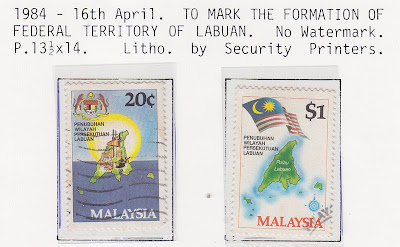 1984 - 16th April. TO MARK THE FORMATION OF
FEDERAL TERRITORY OF LABUAN. No Watermark.
P.13½x14. Litho. by Security Printers.
20¢
PENUBUHAN
WILAYAH
PERSEKUTUAN
LABUAN
MALAYSIA
$1
PENUBUHAN
WILAYAH
PERSEKUTUAN
LABUAN
Pulau
Labuan
MALAYSIA